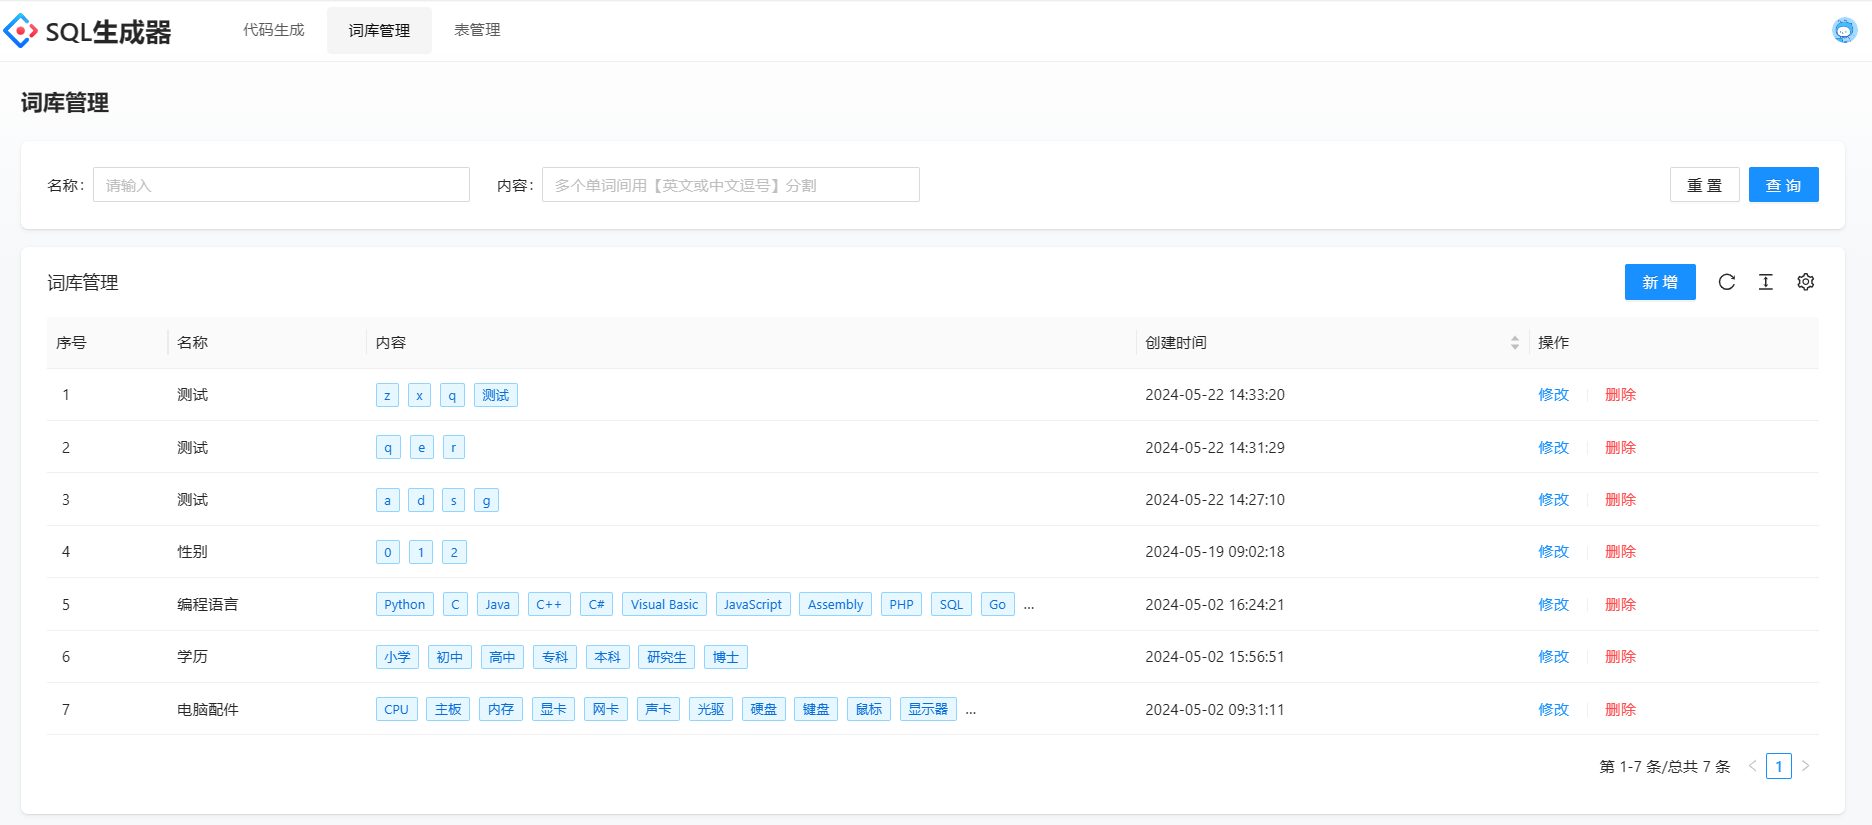 SQL生成器 代码生成 词库管理 表管理
词库管理
名称: 请输入 内容: 多个单词间用【英文或中文逗号】分割 重 置 查 询
词库管理 新 增
序号 名称 内容 创建时间 操作
1 测试 z x q 测试 2024-05-22 14:33:20 修改 删除
2 测试 q e r 2024-05-22 14:31:29 修改 删除
3 测试 a d s g 2024-05-22 14:27:10 修改 删除
4 性别 0 1 2 2024-05-19 09:02:18 修改 删除
5 编程语言 Python C Java C++ C# Visual Basic JavaScript Assembly PHP SQL Go ... 2024-05-02 16:24:21 修改 删除
6 学历 小学 初中 高中 专科 本科 研究生 博士 2024-05-02 15:56:51 修改 删除
7 电脑配件 CPU 主板 内存 显卡 网卡 声卡 光驱 硬盘 键盘 鼠标 显示器 ... 2024-05-02 09:31:11 修改 删除
第 1-7 条/总共 7 条 < 1 >